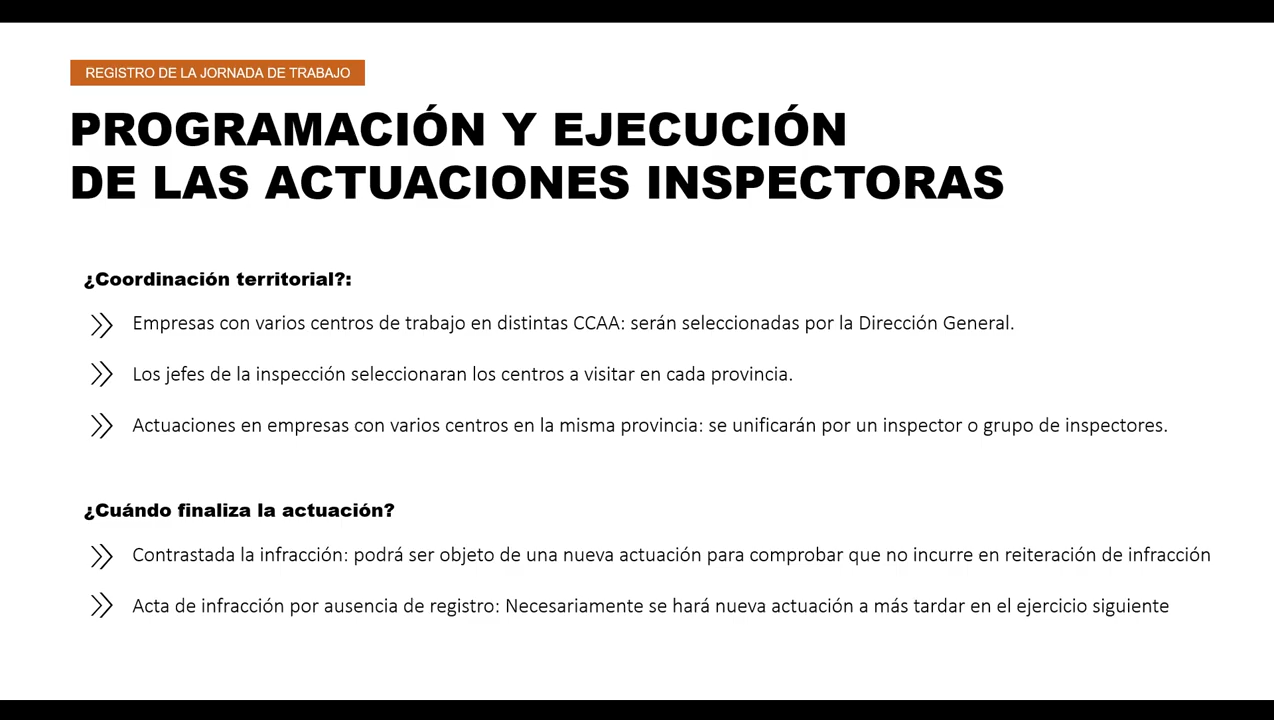 REGISTRO DE LA JORNADA DE TRABAJO
PROGRAMACIÓN Y EJECUCIÓN
DE LAS ACTUACIONES INSPECTORAS
¿Coordinación territorial?:
Empresas con varios centros de trabajo en distintas CCAA: serán seleccionadas por la Dirección General.
Los jefes de la inspección seleccionaran los centros a visitar en cada provincia.
Actuaciones en empresas con varios centros en la misma provincia: se unificarán por un inspector o grupo de inspectores.
¿Cuándo finaliza la actuación?
Contrastada la infracción: podrá ser objeto de una nueva actuación para comprobar que no incurre en reiteración de infracción
Acta de infracción por ausencia de registro: Necesariamente se hará nueva actuación a más tardar en el ejercicio siguiente